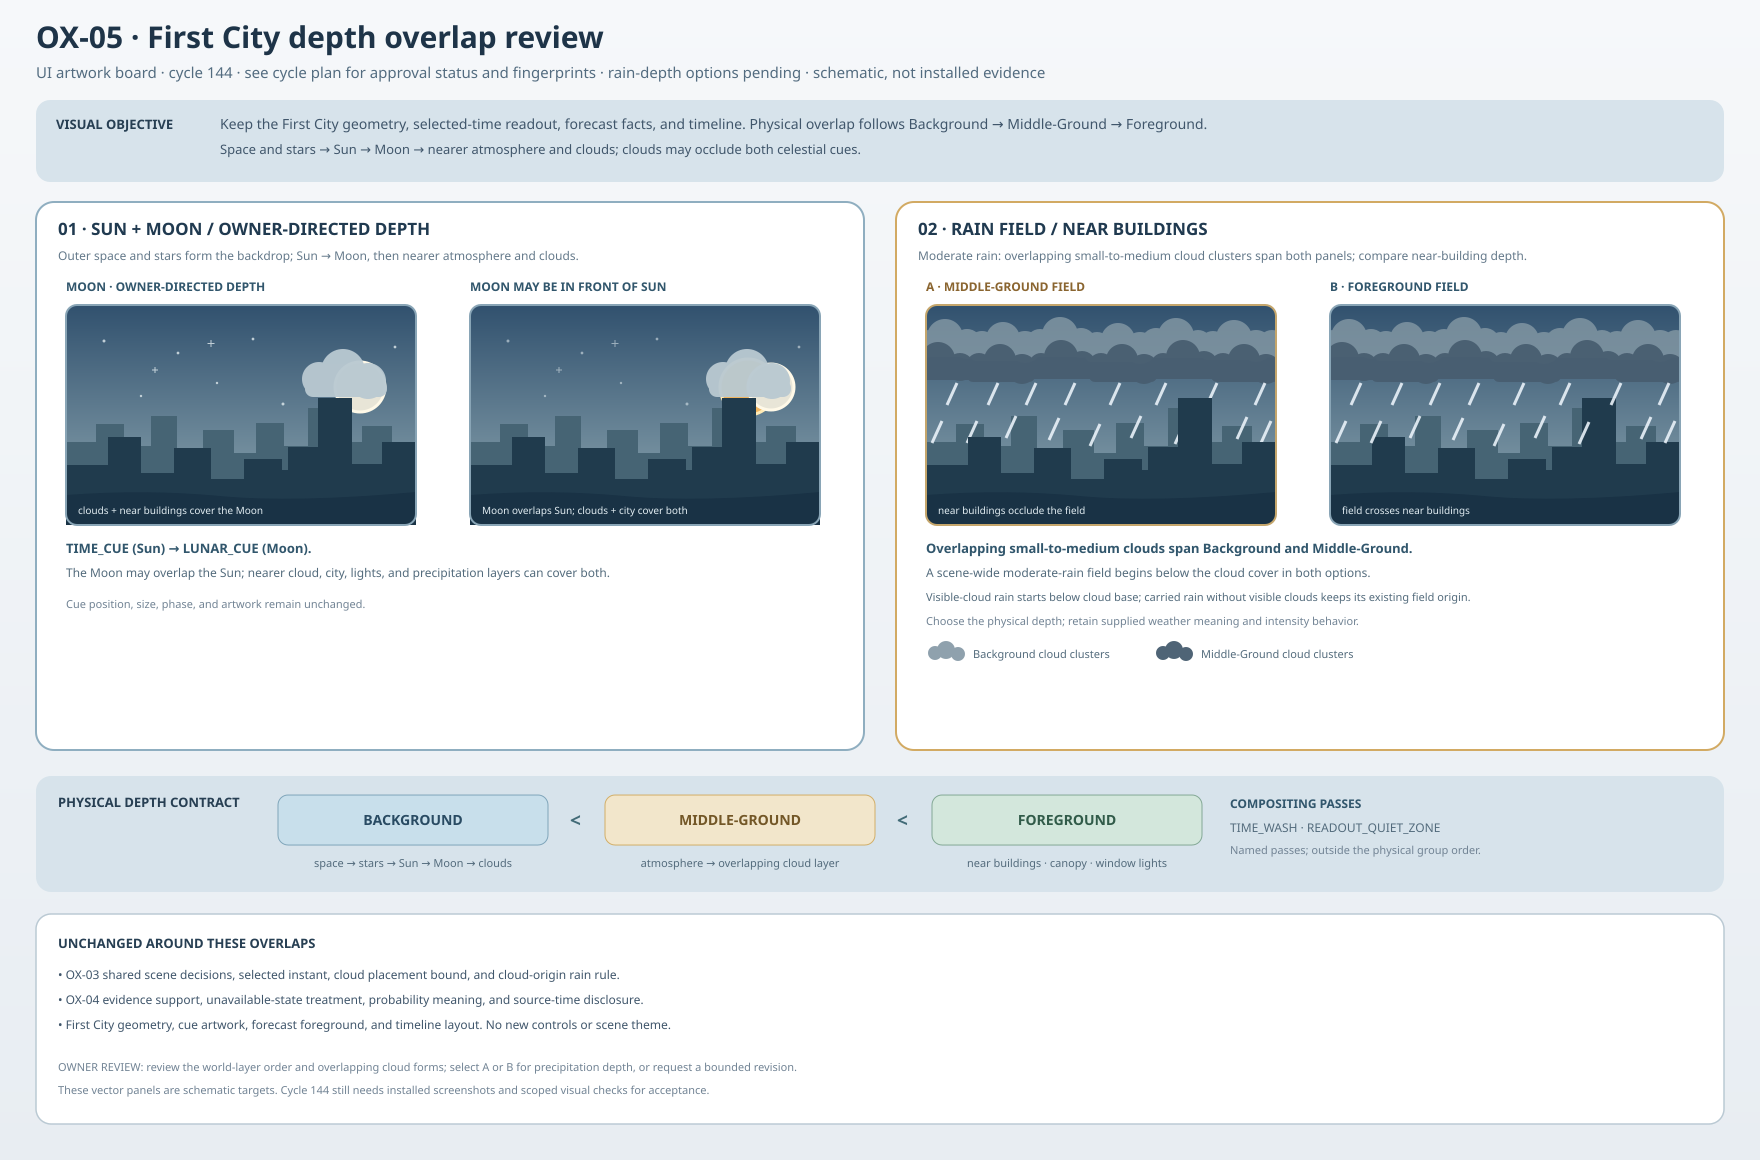 OX-05 · First City depth overlap review
UI artwork board · cycle 144 · see cycle plan for approval status and fingerprints · rain-depth options pending · schematic, not installed evidence
VISUAL OBJECTIVE
Keep the First City geometry, selected-time readout, forecast facts, and timeline. Physical overlap follows Background → Middle-Ground → Foreground.
Space and stars → Sun → Moon → nearer atmosphere and clouds; clouds may occlude both celestial cues.
01 · SUN + MOON / OWNER-DIRECTED DEPTH
Outer space and stars form the backdrop; Sun → Moon, then nearer atmosphere and clouds.
MOON · OWNER-DIRECTED DEPTH
MOON MAY BE IN FRONT OF SUN
clouds + near buildings cover the Moon
Moon overlaps Sun; clouds + city cover both
TIME_CUE (Sun) → LUNAR_CUE (Moon).
The Moon may overlap the Sun; nearer cloud, city, lights, and precipitation layers can cover both.
Cue position, size, phase, and artwork remain unchanged.
02 · RAIN FIELD / NEAR BUILDINGS
Moderate rain: overlapping small-to-medium cloud clusters span both panels; compare near-building depth.
A · MIDDLE-GROUND FIELD
B · FOREGROUND FIELD
near buildings occlude the field
field crosses near buildings
Overlapping small-to-medium clouds span Background and Middle-Ground.
A scene-wide moderate-rain field begins below the cloud cover in both options.
Visible-cloud rain starts below cloud base; carried rain without visible clouds keeps its existing field origin.
Choose the physical depth; retain supplied weather meaning and intensity behavior.
Background cloud clusters
Middle-Ground cloud clusters
PHYSICAL DEPTH CONTRACT
BACKGROUND
<
MIDDLE-GROUND
<
FOREGROUND
space → stars → Sun → Moon → clouds
atmosphere → overlapping cloud layer
near buildings · canopy · window lights
COMPOSITING PASSES
TIME_WASH · READOUT_QUIET_ZONE
Named passes; outside the physical group order.
UNCHANGED AROUND THESE OVERLAPS
• OX-03 shared scene decisions, selected instant, cloud placement bound, and cloud-origin rain rule.
• OX-04 evidence support, unavailable-state treatment, probability meaning, and source-time disclosure.
• First City geometry, cue artwork, forecast foreground, and timeline layout. No new controls or scene theme.
OWNER REVIEW: review the world-layer order and overlapping cloud forms; select A or B for precipitation depth, or request a bounded revision.
These vector panels are schematic targets. Cycle 144 still needs installed screenshots and scoped visual checks for acceptance.